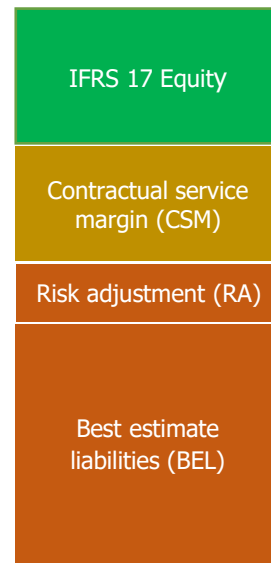 IFRS 17 Equity
Contractual service
margin (CSM)
Risk adjustment (RA)
Best estimate
liabilities (BEL)